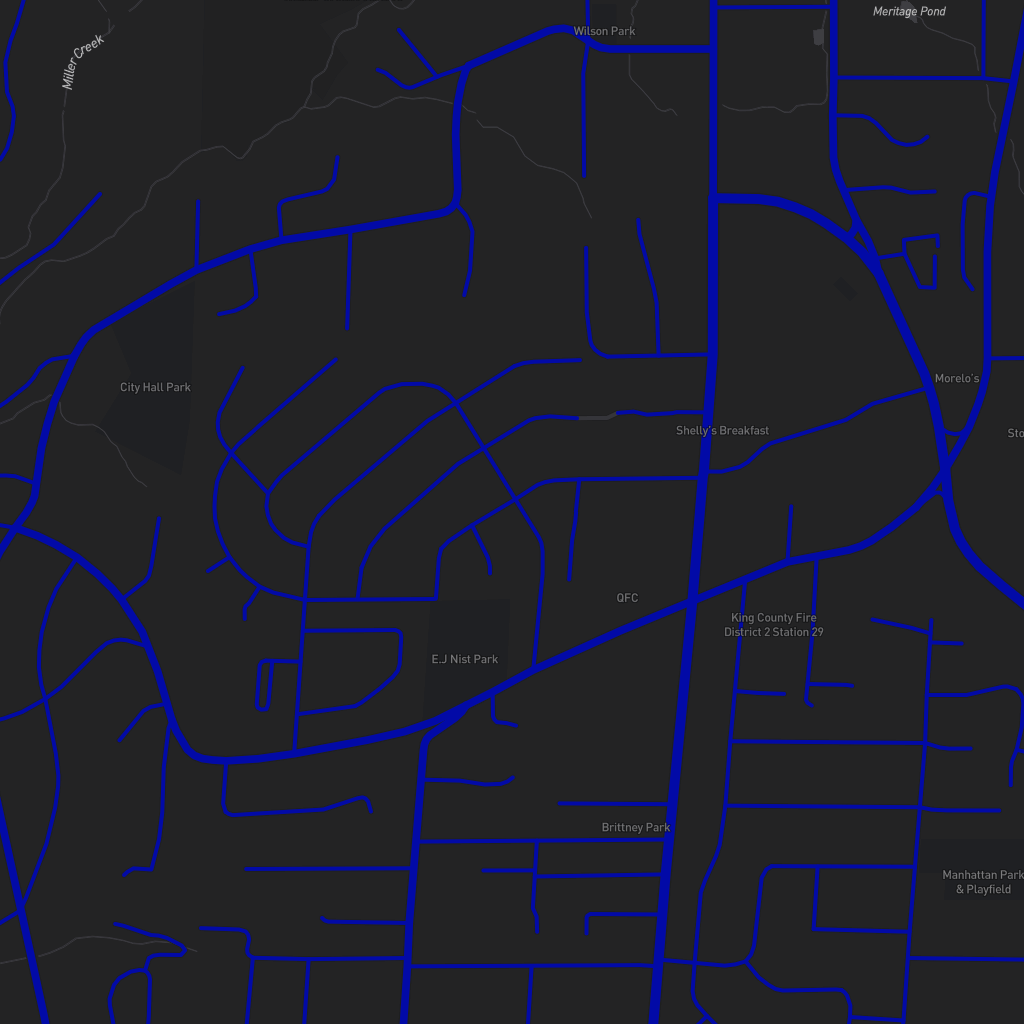 Meritage Pond
Wilson Park
Miller Creek
City Hall Park
Morelo's
Shelly's Breakfast
Sto
QFC
King County Fire
District 2 Station 29
E.J Nist Park
Brittney Park
Manhattan Park
& Playfield